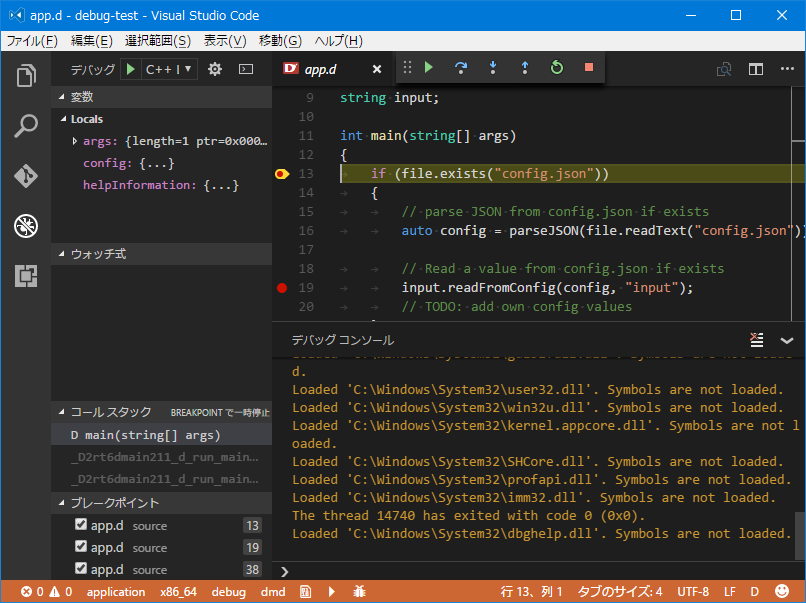 app.d - debug-test - Visual Studio Code
ファイル(F) 編集(E) 選択範囲(S) 表示(V) 移動(G) ヘルプ(H)
デバッグ C++ l
変数
Locals
args: {length=1 ptr=0x000…
config: {...}
helpInformation: {...}
ウォッチ式
コール スタック BREAKPOINT で一時停止
D main(string[] args)
_D2rt6dmain211_d_run_main…
_D2rt6dmain211_d_run_main…
ブレークポイント
app.d source 13
app.d source 19
app.d source 38
app.d
9 string input;
10
11 int main(string[] args)
12 {
13 if (file.exists("config.json"))
14 {
15 // parse JSON from config.json if exists
16 auto config = parseJSON(file.readText("config.json"))
17
18 // Read a value from config.json if exists
19 input.readFromConfig(config, "input");
20 // TODO: add own config values
デバッグ コンソール
d.
Loaded 'C:\Windows\System32\user32.dll'. Symbols are not loaded.
Loaded 'C:\Windows\System32\win32u.dll'. Symbols are not loaded.
Loaded 'C:\Windows\System32\kernel.appcore.dll'. Symbols are not l
oaded.
Loaded 'C:\Windows\System32\SHCore.dll'. Symbols are not loaded.
Loaded 'C:\Windows\System32\profapi.dll'. Symbols are not loaded.
Loaded 'C:\Windows\System32\imm32.dll'. Symbols are not loaded.
The thread 14740 has exited with code 0 (0x0).
Loaded 'C:\Windows\System32\dbghelp.dll'. Symbols are not loaded.
0 0 application x86_64 debug dmd 行 13、列 1 タブのサイズ: 4 UTF-8 LF D